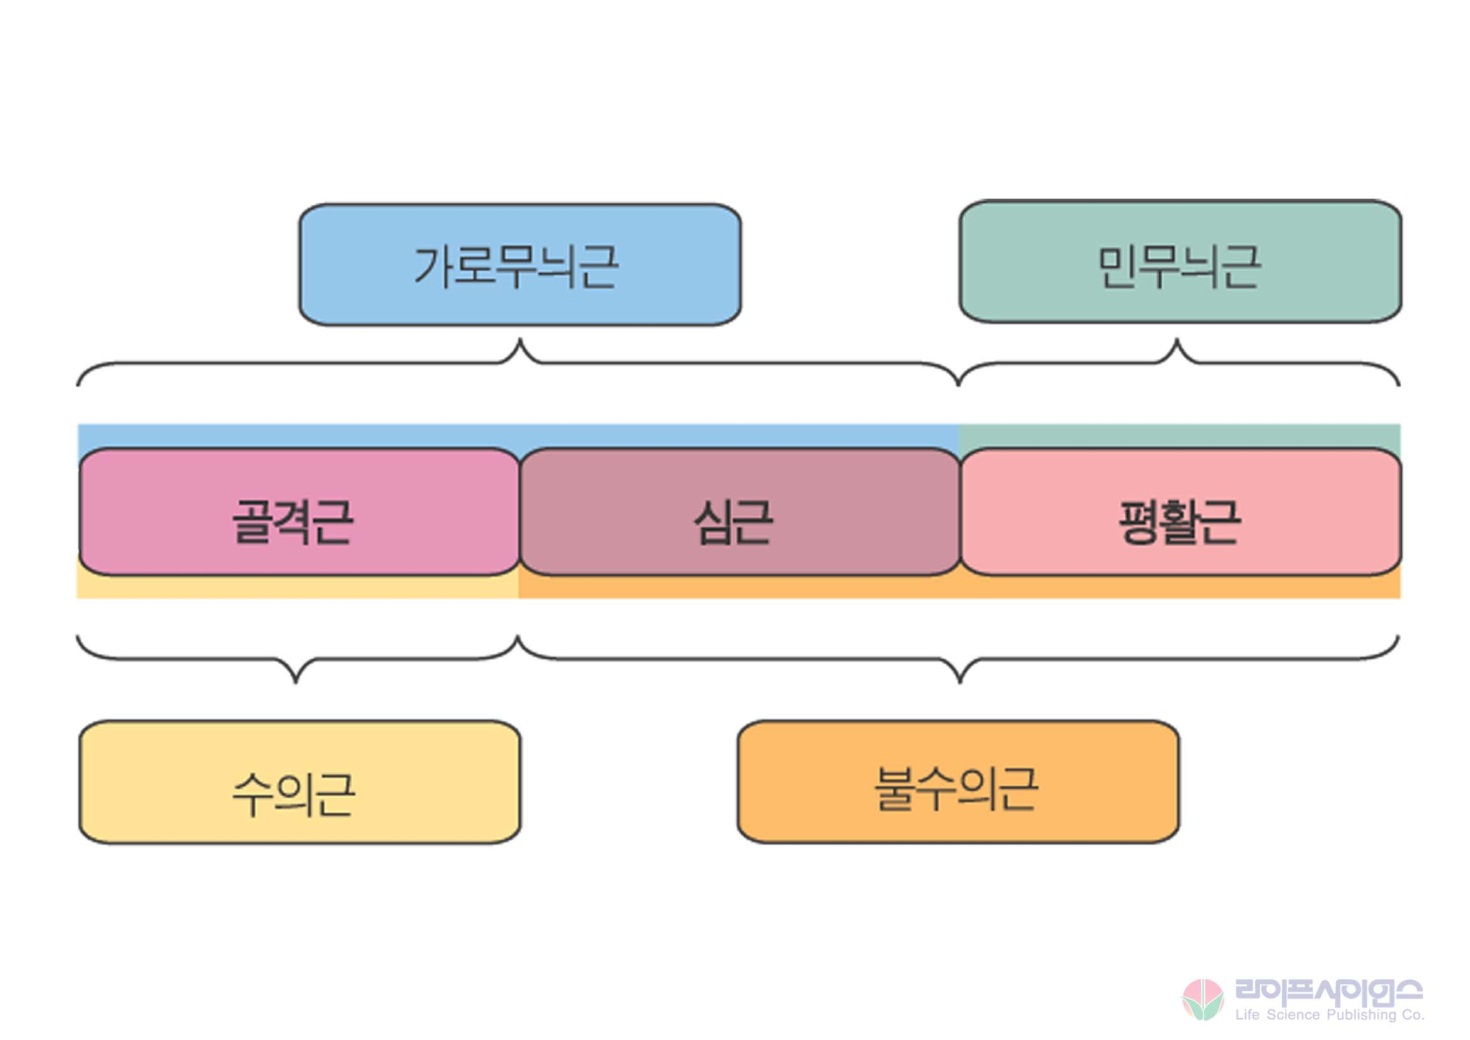 가로무늬근
민무늬근
골격근
심근
평활근
수의근
불수의근
라이프사이언스
Life Science Publishing Co.